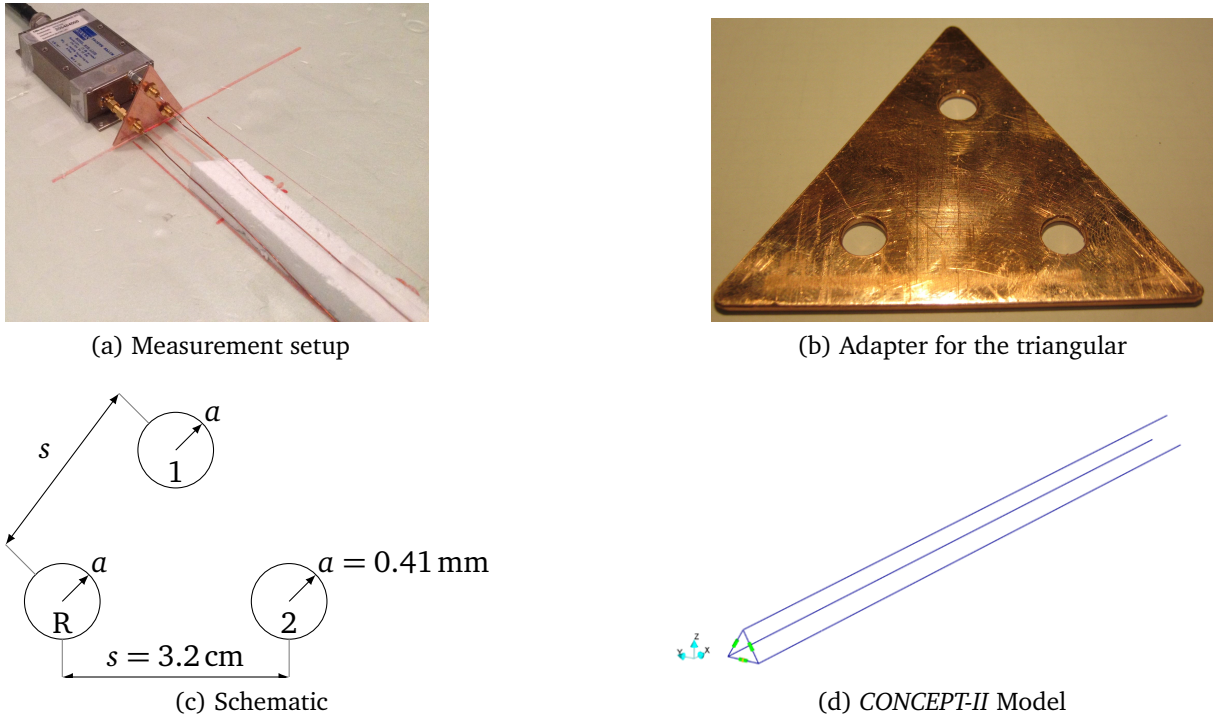 (a) Measurement setup
(b) Adapter for the triangular
s
a
1
a
R
a = 0.41 mm
2
s = 3.2 cm
(c) Schematic
Z
Y
X
(d) CONCEPT-II Model